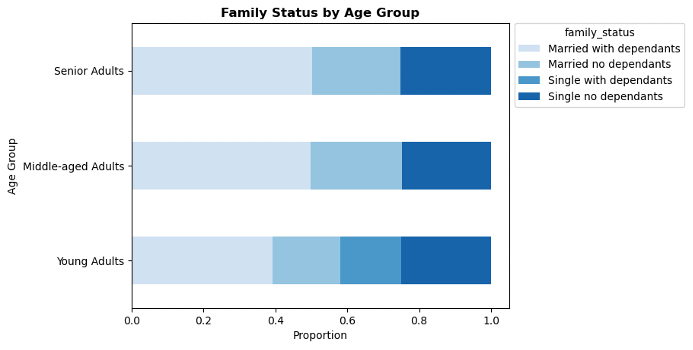 Family Status by Age Group
family_status
Married with dependants
Married no dependants
Single with dependants
Single no dependants
Age Group
Senior Adults
Middle-aged Adults
Young Adults
0.0 0.2 0.4 0.6 0.8 1.0
Proportion